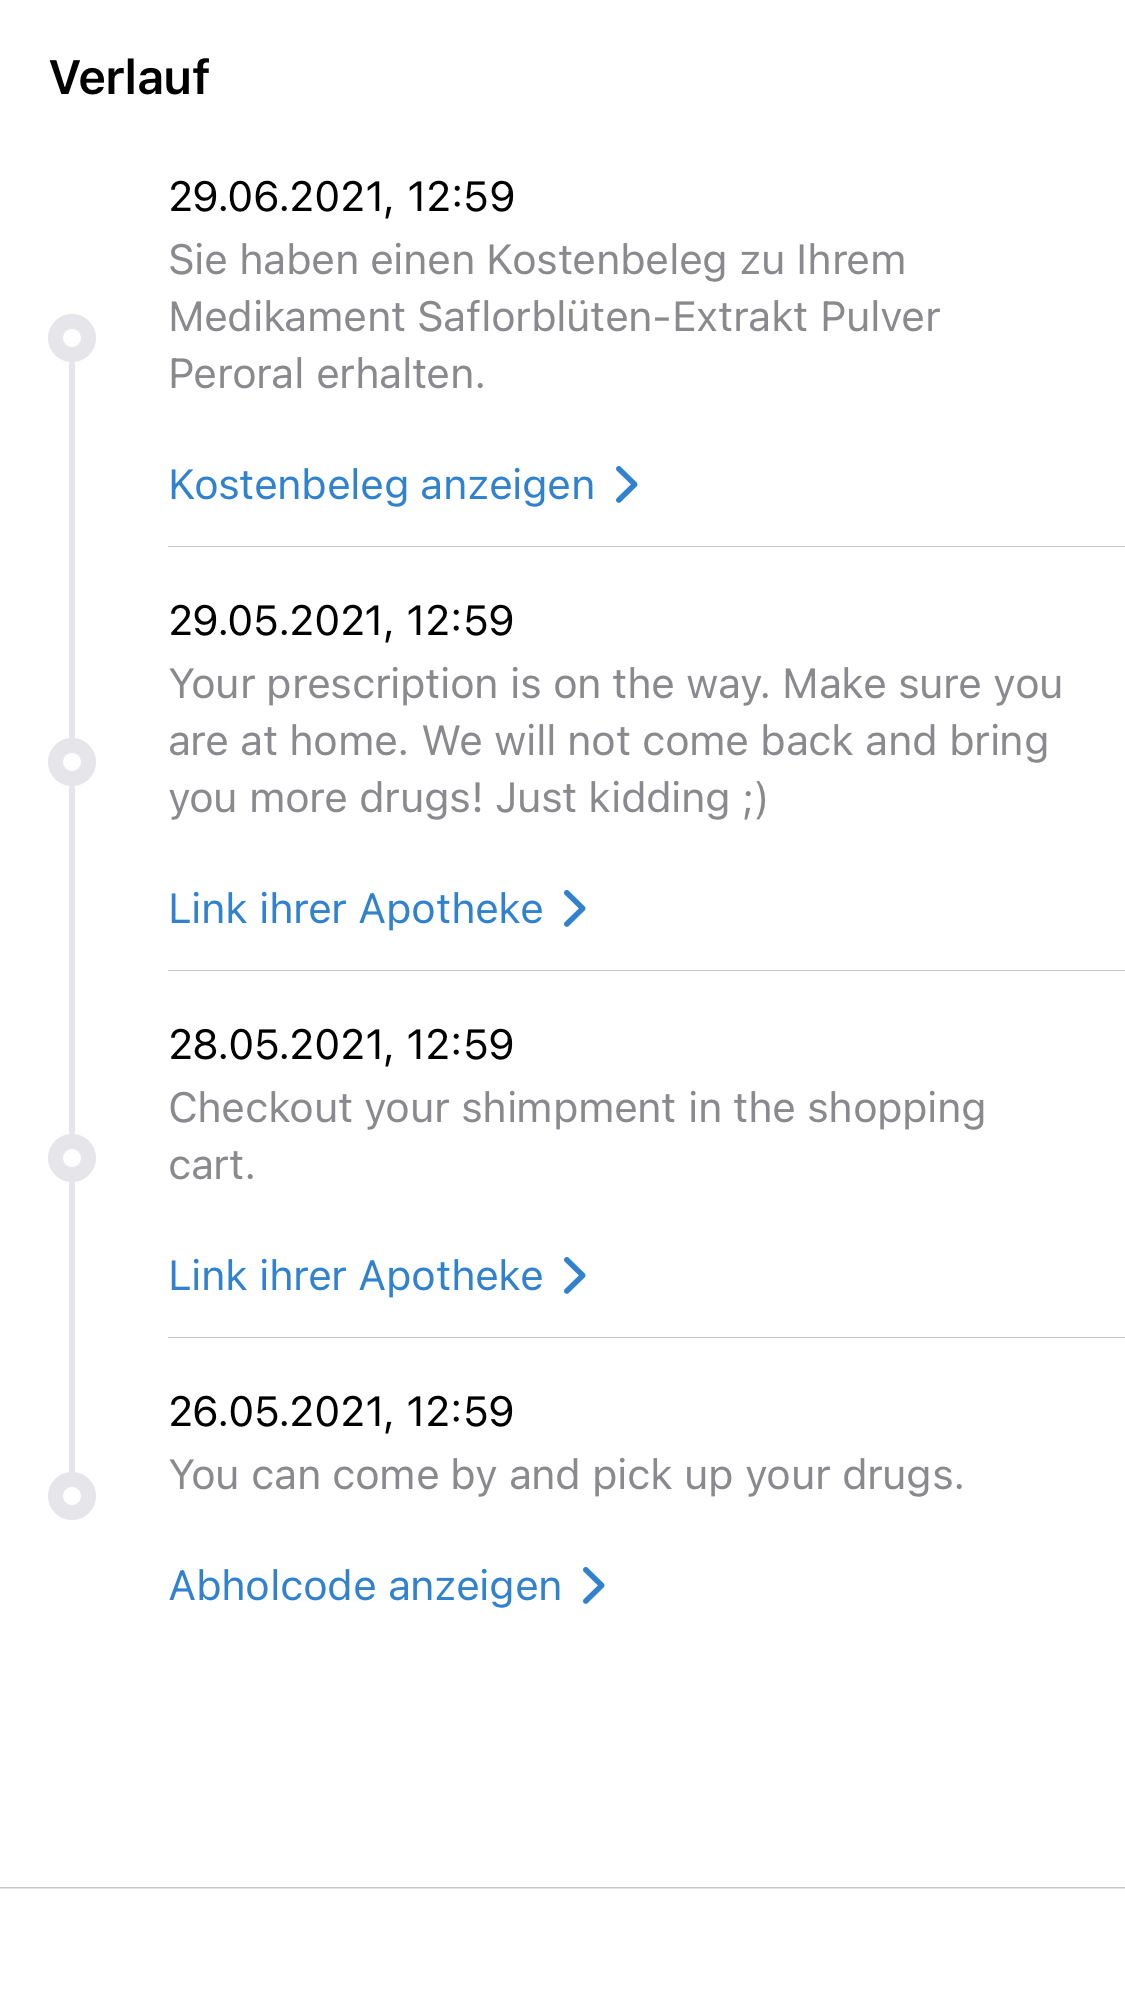 Verlauf
29.06.2021, 12:59
Sie haben einen Kostenbeleg zu Ihrem
Medikament Saflorblüten-Extrakt Pulver
Peroral erhalten.
Kostenbeleg anzeigen
29.05.2021, 12:59
Your prescription is on the way. Make sure you
are at home. We will not come back and bring
you more drugs! Just kidding ;)
Link ihrer Apotheke
28.05.2021, 12:59
Checkout your shimpment in the shopping
cart.
Link ihrer Apotheke
26.05.2021, 12:59
You can come by and pick up your drugs.
Abholcode anzeigen